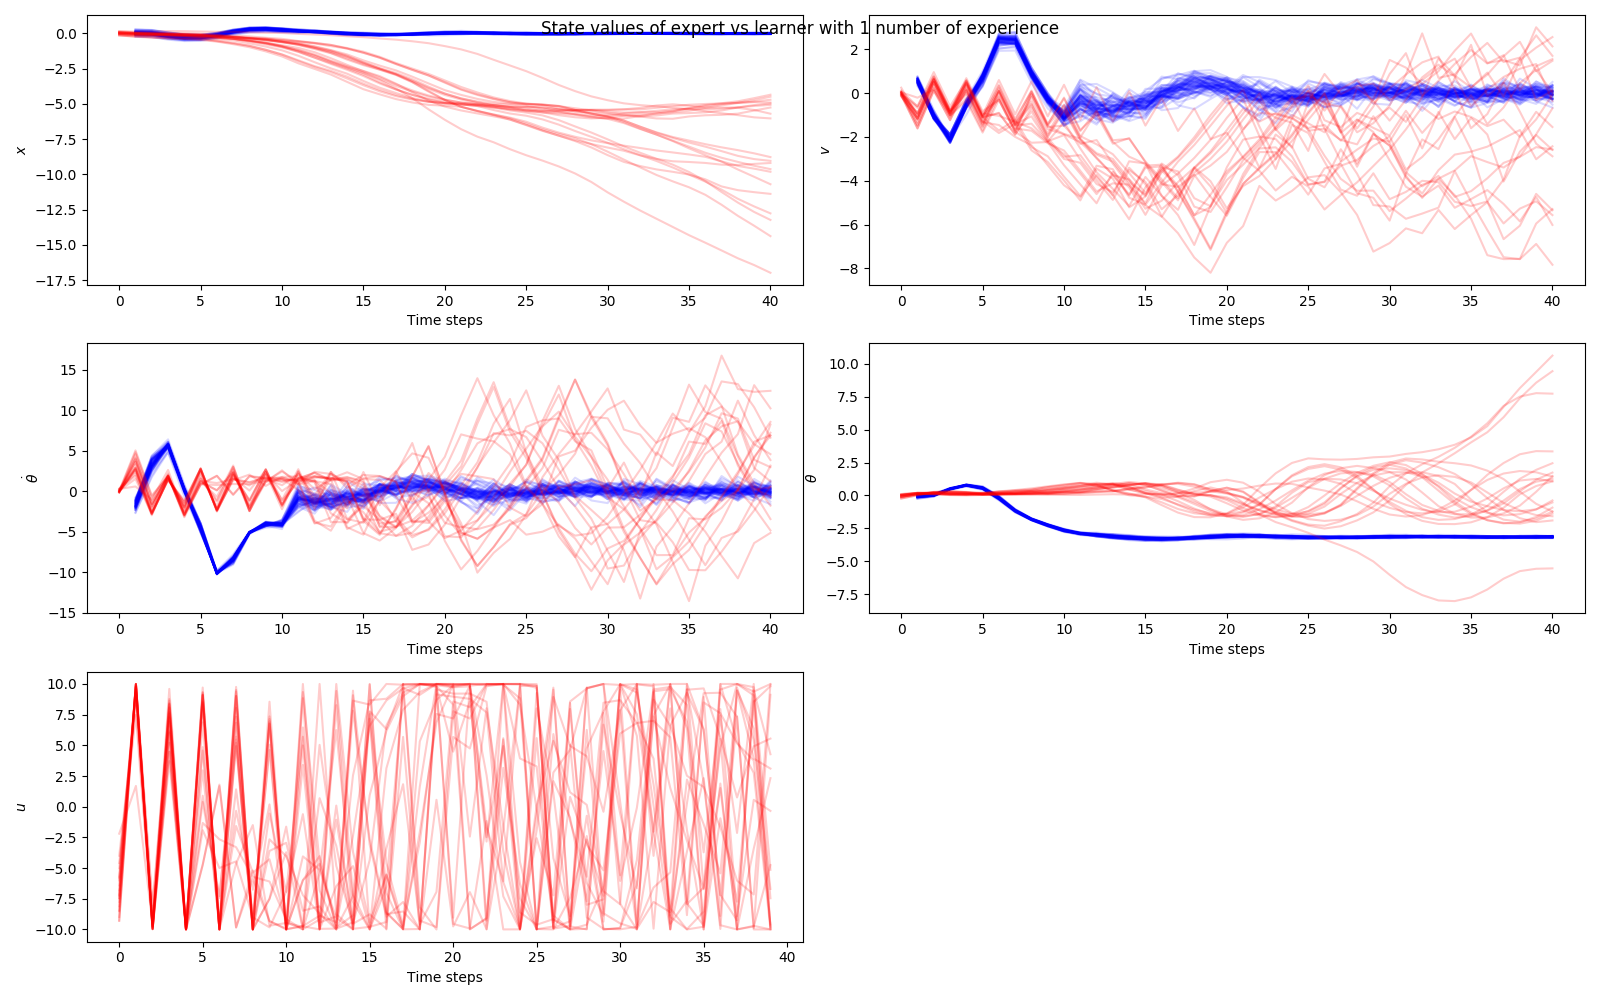 State values of expert vs learner with 1 number of experience
0.0
−2.5
−5.0
−7.5
−10.0
−12.5
−15.0
−17.5
x
0 5 10 15 20 25 30 35 40
Time steps
2
0
−2
−4
−6
−8
v
0 5 10 15 20 25 30 35 40
Time steps
15
10
5
0
−5
−10
−15
θ̇
0 5 10 15 20 25 30 35 40
Time steps
10.0
7.5
5.0
2.5
0.0
−2.5
−5.0
−7.5
θ
0 5 10 15 20 25 30 35 40
Time steps
10.0
7.5
5.0
2.5
0.0
−2.5
−5.0
−7.5
−10.0
u
0 5 10 15 20 25 30 35 40
Time steps